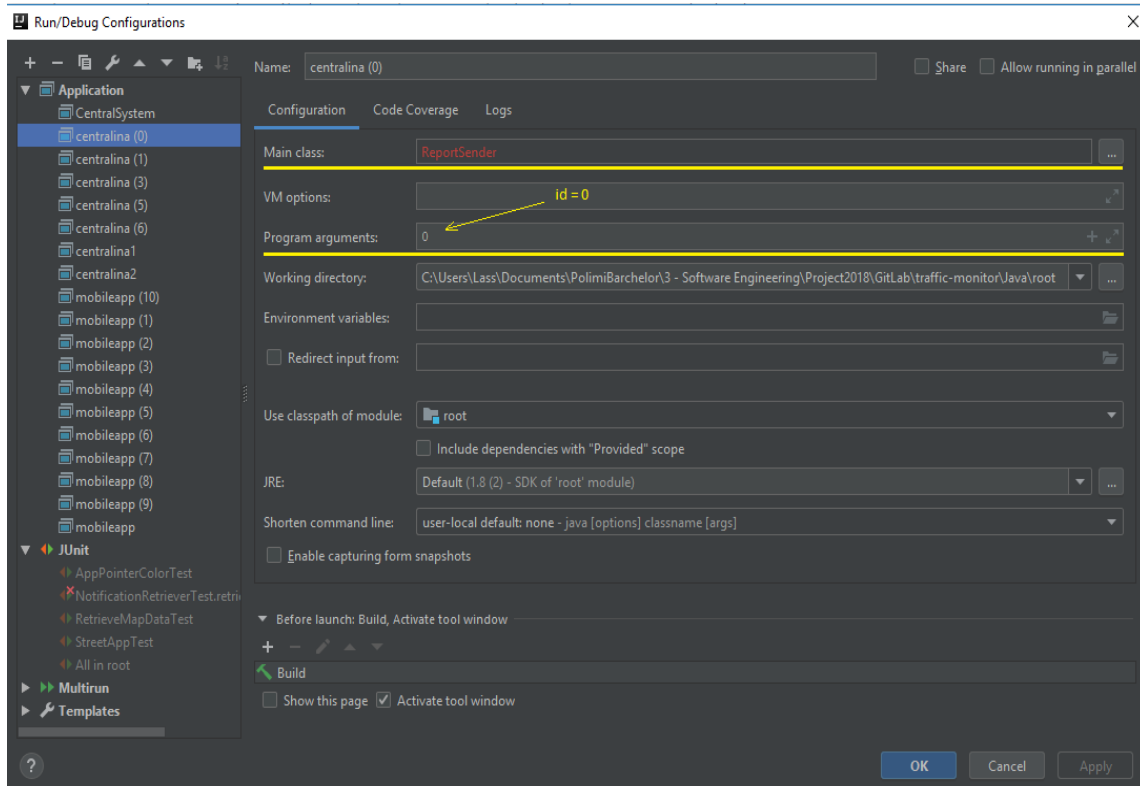 Run/Debug Configurations
Name: centralina (0) Share Allow running in parallel
Application
CentralSystem
centralina (0)
centralina (1)
centralina (3)
centralina (5)
centralina (6)
centralina1
centralina2
mobileapp (10)
mobileapp (1)
mobileapp (2)
mobileapp (3)
mobileapp (4)
mobileapp (5)
mobileapp (6)
mobileapp (7)
mobileapp (8)
mobileapp (9)
mobileapp
JUnit
AppPointerColorTest
NotificationRetrieverTest.retri
RetrieveMapDataTest
StreetAppTest
All in root
Multirun
Templates
Configuration Code Coverage Logs
Main class: ReportSender ...
VM options:
id = 0
Program arguments: 0
Working directory: C:\Users\Lass\Documents\PolimiBarchelor\3 - Software Engineering\Project2018\GitLab\traffic-monitor\Java\root ...
Environment variables:
Redirect input from:
Use classpath of module: root
Include dependencies with "Provided" scope
JRE: Default (1.8 (2) - SDK of 'root' module) ...
Shorten command line: user-local default: none - java [options] classname [args]
Enable capturing form snapshots
Before launch: Build, Activate tool window
Build
Show this page Activate tool window
? OK Cancel Apply